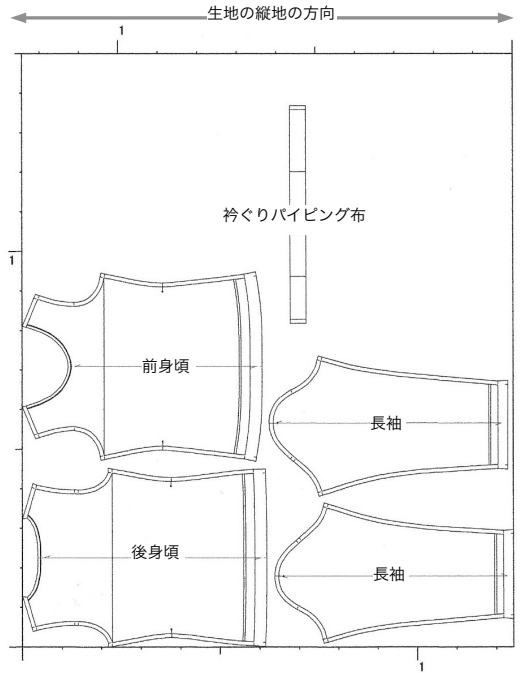 生地の縦地の方向
1
衿ぐりパイピング布
1
前身頃
長袖
後身頃
長袖
1